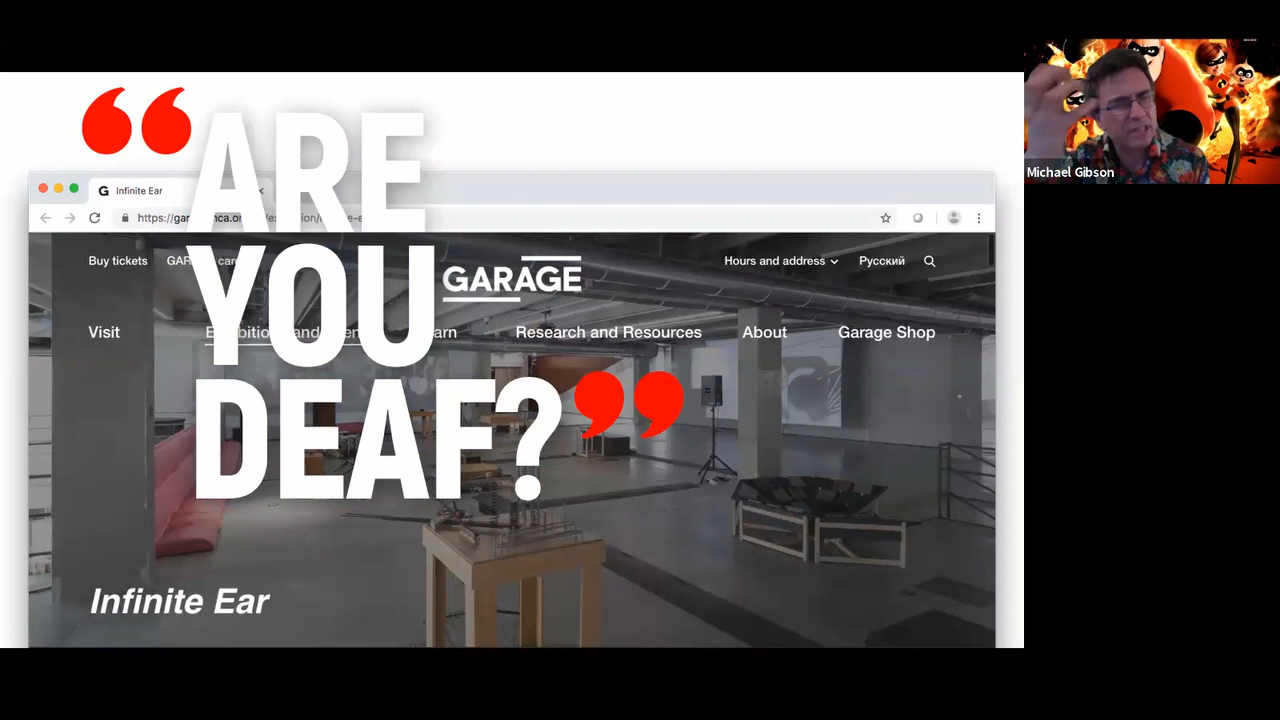 “ARE
YOU
DEAF?”
Infinite Ear
Buy tickets
GARAGE
Hours and address
Русский
Visit
Research and Resources
About
Garage Shop
Infinite Ear
Michael Gibson